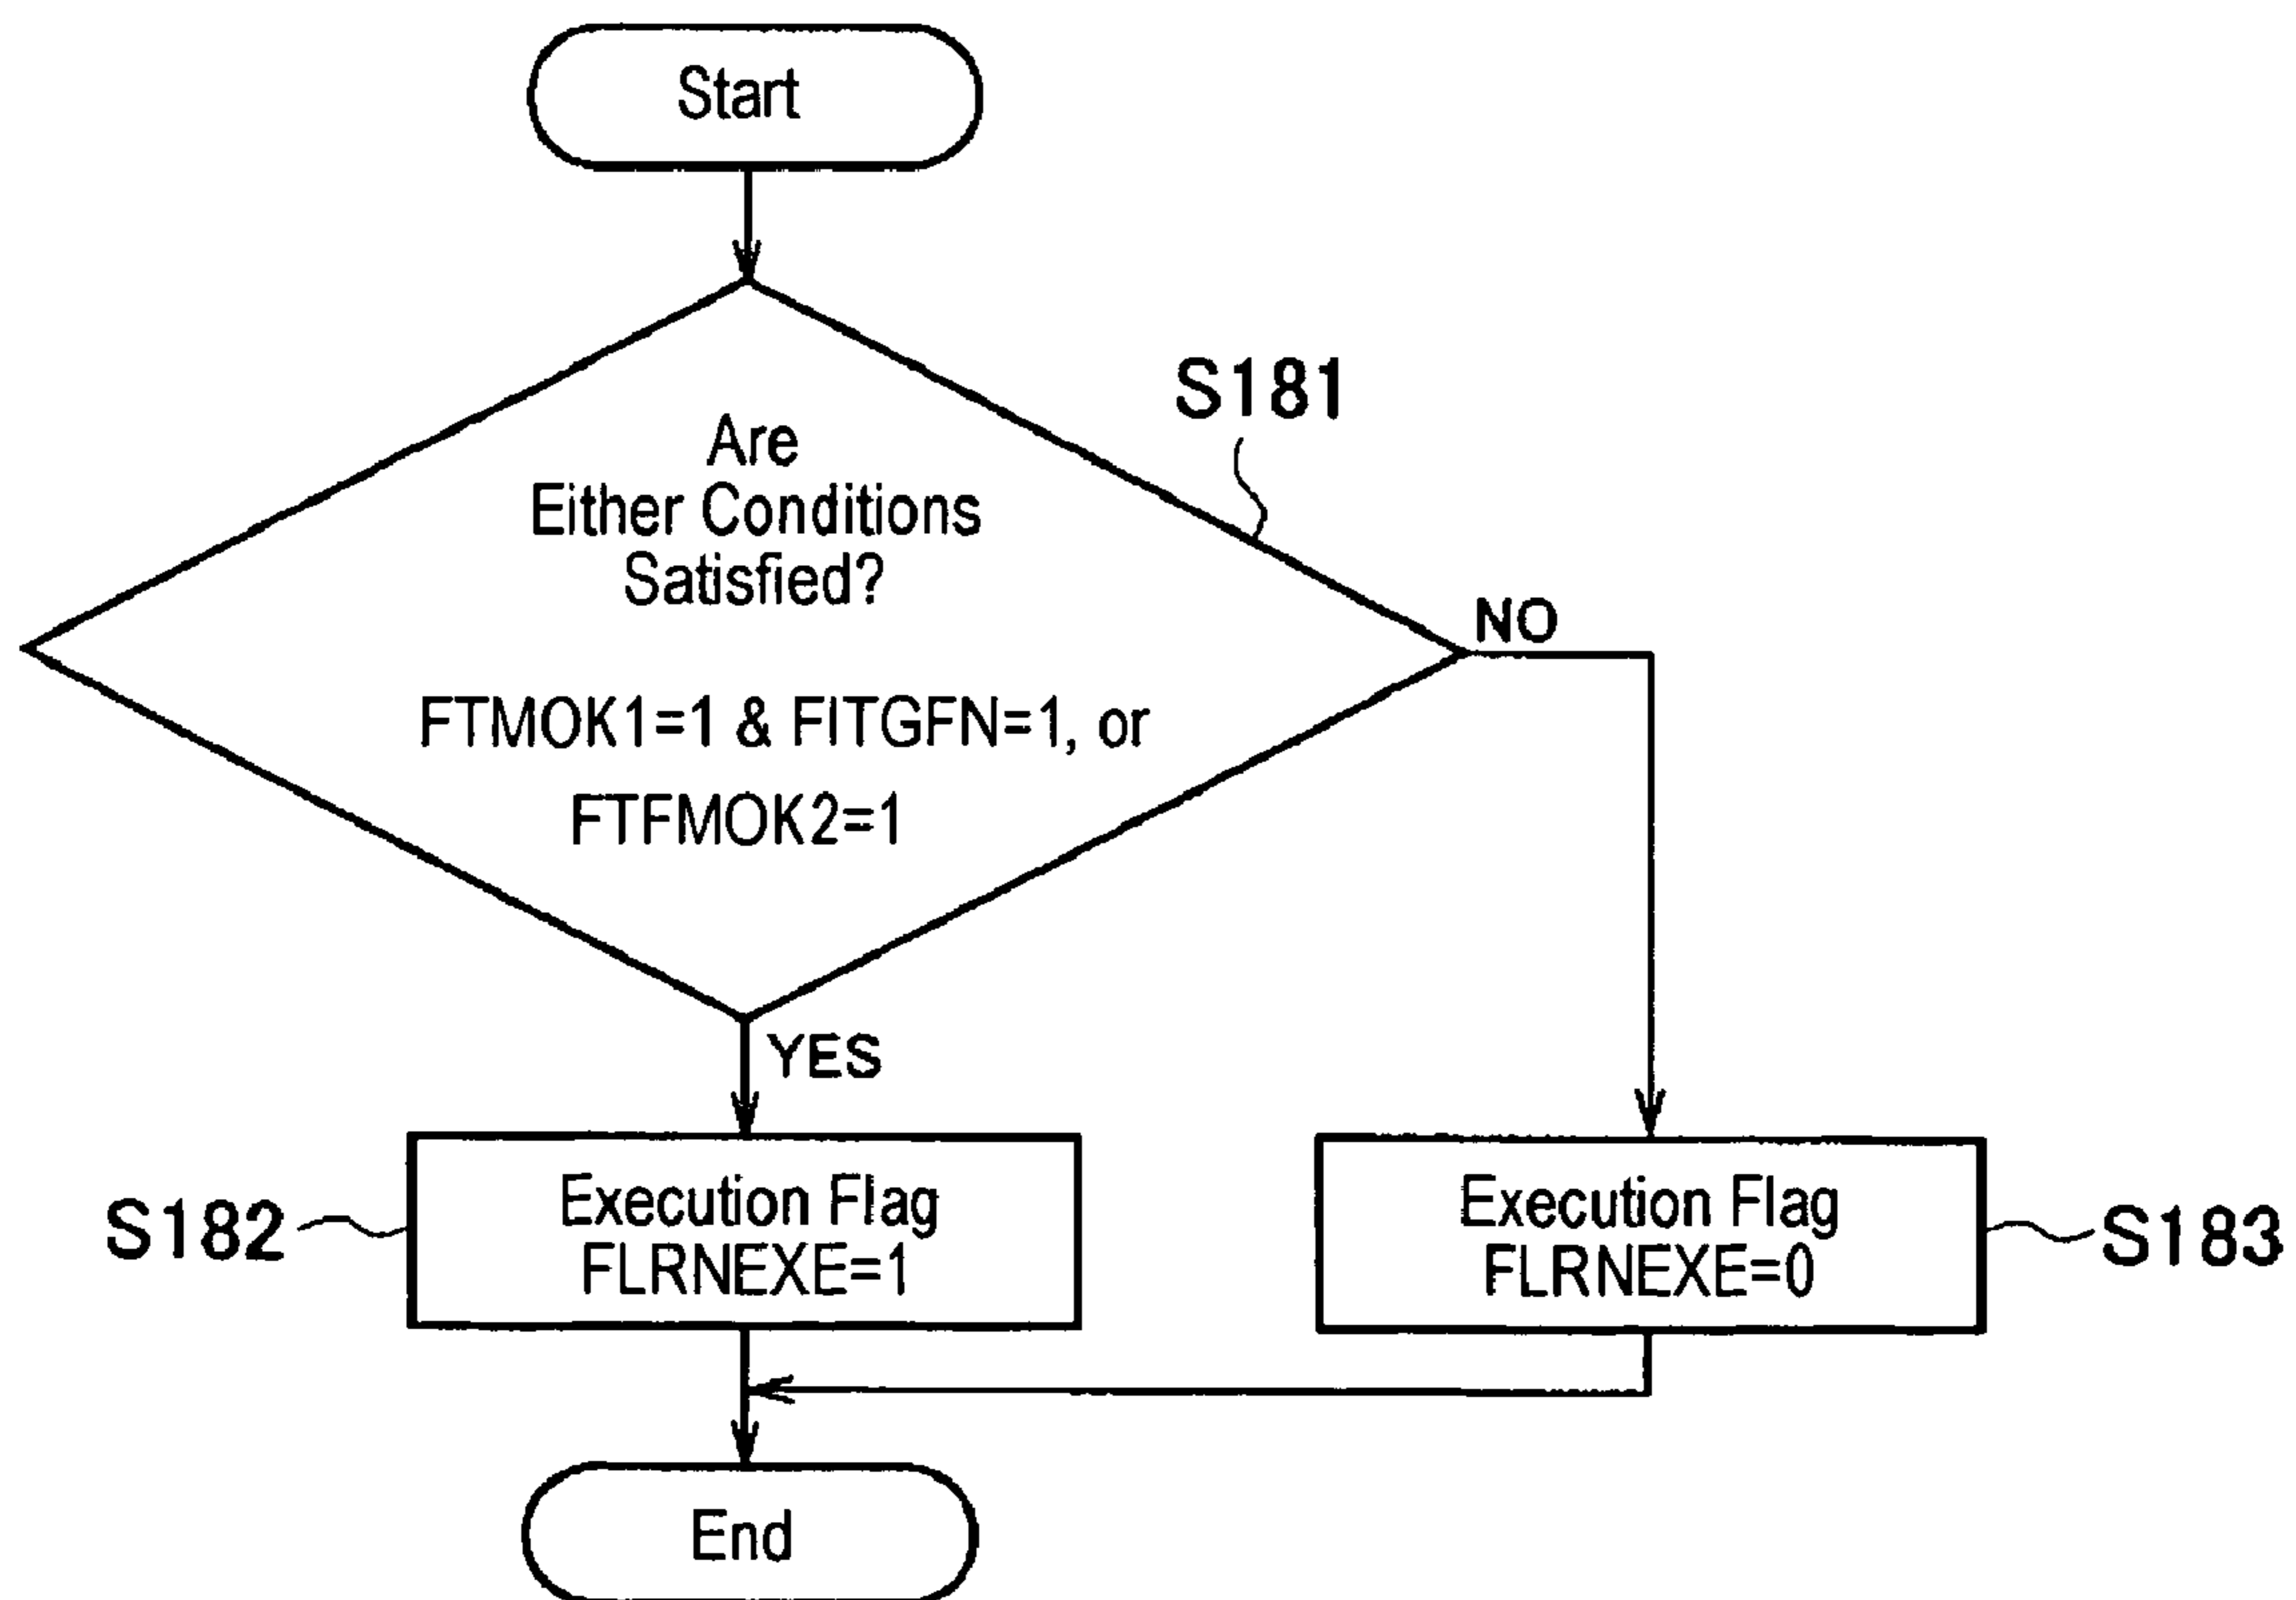 Start
S181
Are
Either Conditions
Satisfied?
NO
FTMOK1=1 & FITGFN=1, or
FTFMOK2=1
YES
S182
Execution Flag
FLRNEXE=1
Execution Flag
FLRNEXE=0
S183
End